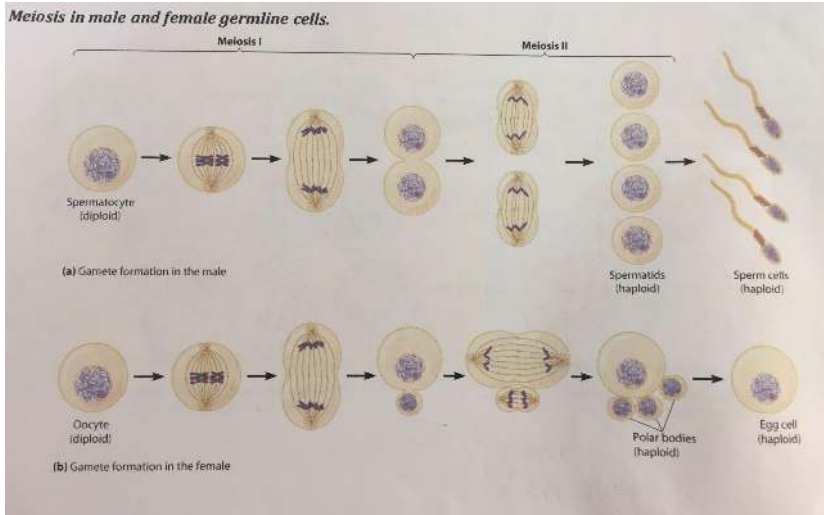 Meiosis in male and female germline cells.
Meiosis I
Meiosis II
Spermatocyte
(diploid)
(a) Gamete formation in the male
Spermatids
(haploid)
Sperm cells
(haploid)
Oocyte
(diploid)
(b) Gamete formation in the female
Polar bodies
(haploid)
Egg cell
(haploid)